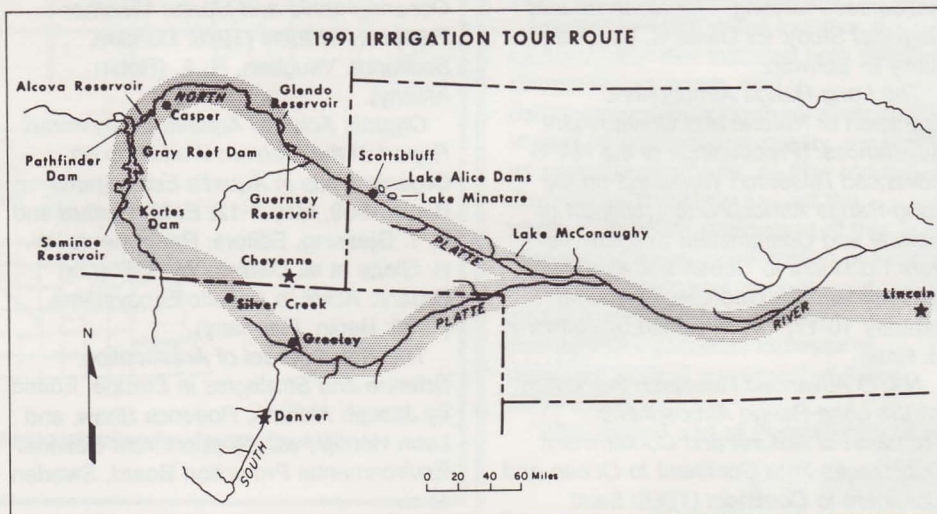 1991 IRRIGATION TOUR ROUTE
Alcova Reservoir
NORTH
Casper
Glendo
Reservoir
Pathfinder
Dam
Gray Reef Dam
Scottsbluff
Lake Alice Dams
Lake Minatare
Kortes
Dam
Guernsey
Reservoir
Seminoe
Reservoir
Cheyenne
PLATTE
Lake McConaughy
Lincoln
Silver Creek
PLATTE
RIVER
N
Greeley
Denver
SOUTH
0 20 40 60 Miles